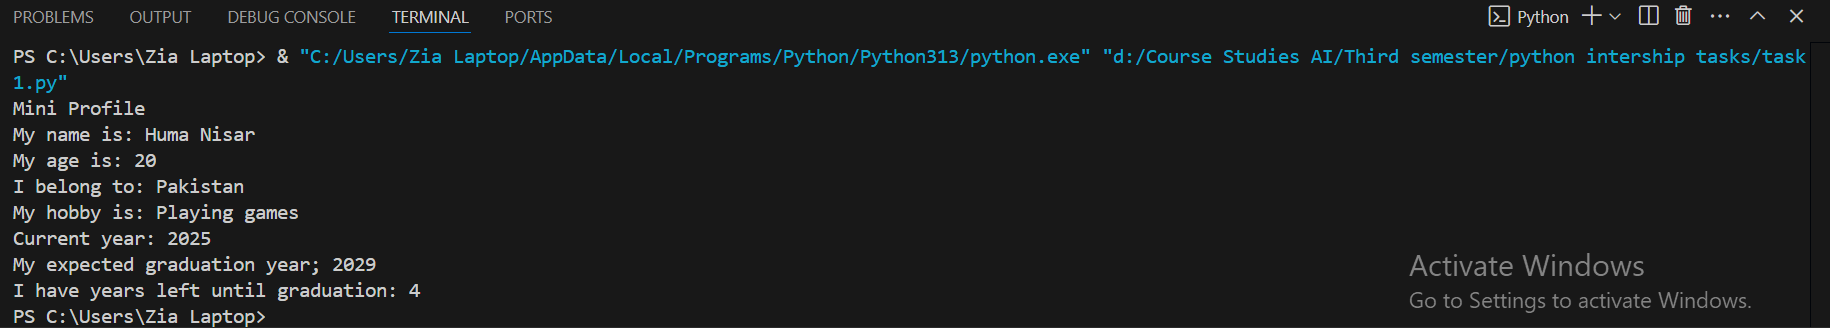 PROBLEMS OUTPUT DEBUG CONSOLE TERMINAL PORTS Python
PS C:\Users\Zia Laptop> & "C:/Users/Zia Laptop/AppData/Local/Programs/Python/Python313/python.exe" "d:/Course Studies AI/Third semester/python intership tasks/task
1.py"
Mini Profile
My name is: Huma Nisar
My age is: 20
I belong to: Pakistan
My hobby is: Playing games
Current year: 2025
My expected graduation year; 2029
I have years left until graduation: 4
PS C:\Users\Zia Laptop>
Activate Windows
Go to Settings to activate Windows.